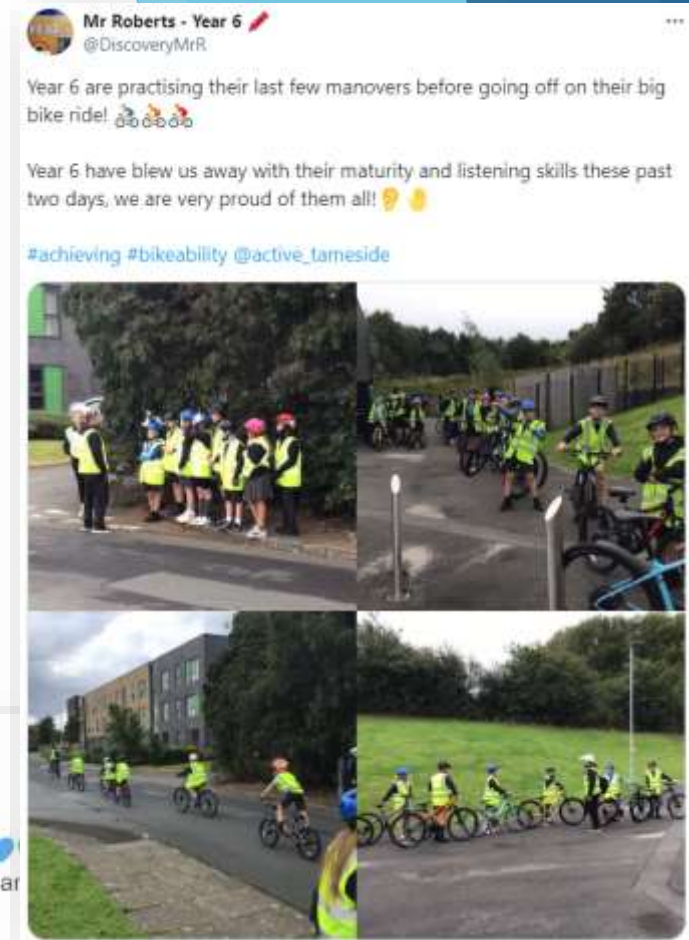 Mr Roberts - Year 6
@DiscoveryMrR
Year 6 are practising their last few manovers before going off on their big
bike ride!
Year 6 have blew us away with their maturity and listening skills these past
two days, we are very proud of them all!
#achieving #bikeability @active_tameside